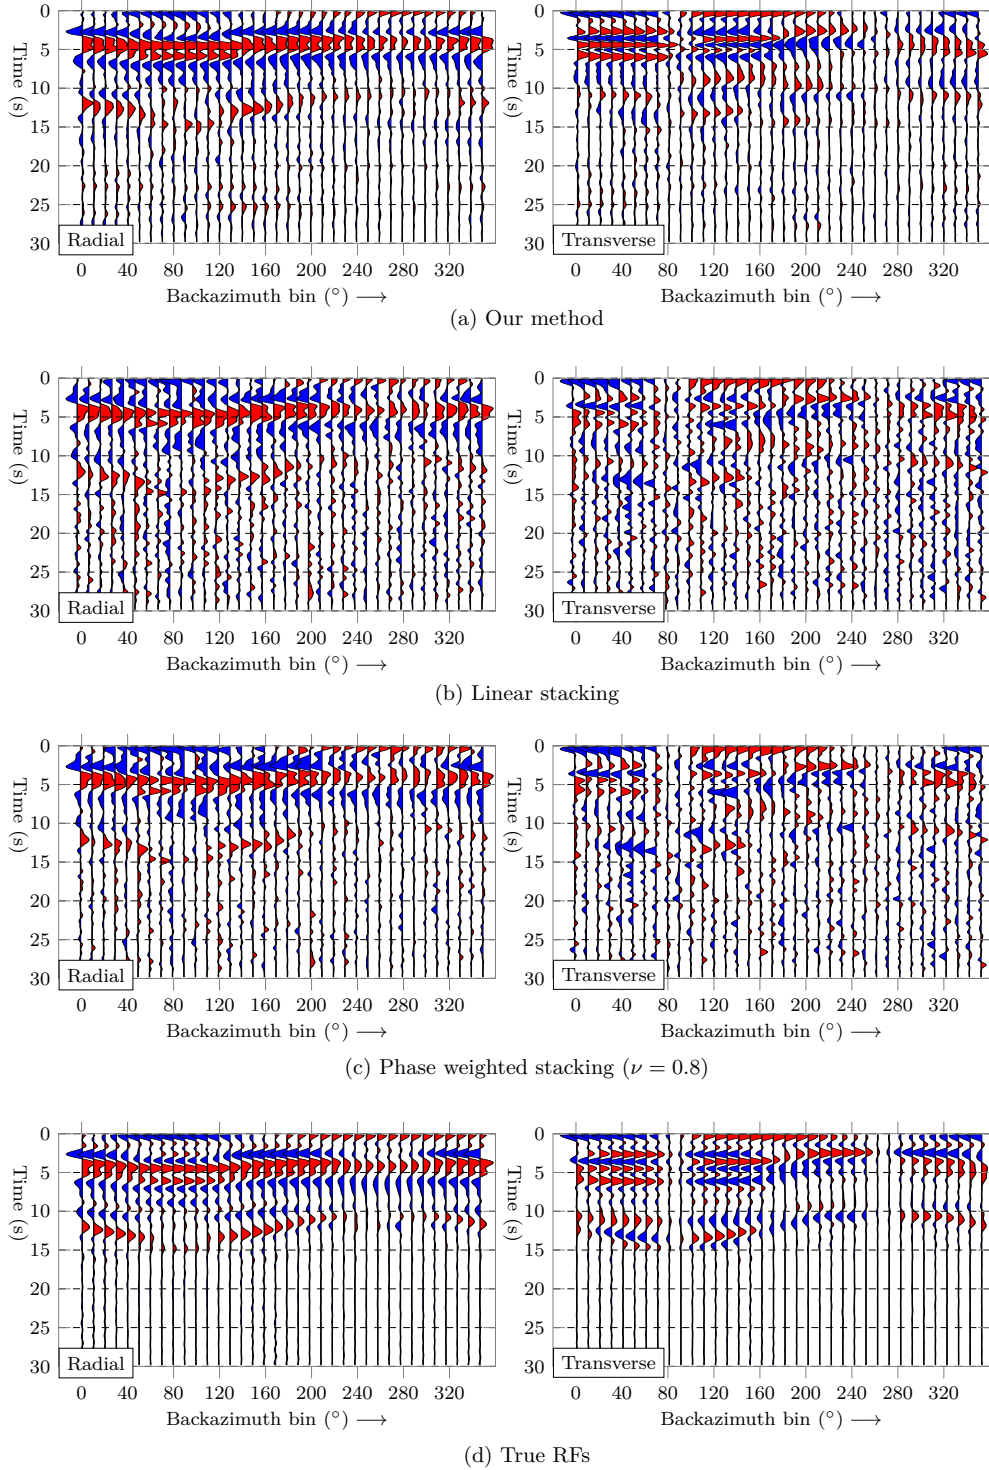 0
5
10
15
20
25
30
Time (s)
Radial
0 40 80 120 160 200 240 280 320
Backazimuth bin (°) ⟶
0
5
10
15
20
25
30
Time (s)
Transverse
0 40 80 120 160 200 240 280 320
Backazimuth bin (°) ⟶
(a) Our method
0
5
10
15
20
25
30
Time (s)
Radial
0 40 80 120 160 200 240 280 320
Backazimuth bin (°) ⟶
0
5
10
15
20
25
30
Time (s)
Transverse
0 40 80 120 160 200 240 280 320
Backazimuth bin (°) ⟶
(b) Linear stacking
0
5
10
15
20
25
30
Time (s)
Radial
0 40 80 120 160 200 240 280 320
Backazimuth bin (°) ⟶
0
5
10
15
20
25
30
Time (s)
Transverse
0 40 80 120 160 200 240 280 320
Backazimuth bin (°) ⟶
(c) Phase weighted stacking (ν = 0.8)
0
5
10
15
20
25
30
Time (s)
Radial
0 40 80 120 160 200 240 280 320
Backazimuth bin (°) ⟶
0
5
10
15
20
25
30
Time (s)
Transverse
0 40 80 120 160 200 240 280 320
Backazimuth bin (°) ⟶
(d) True RFs